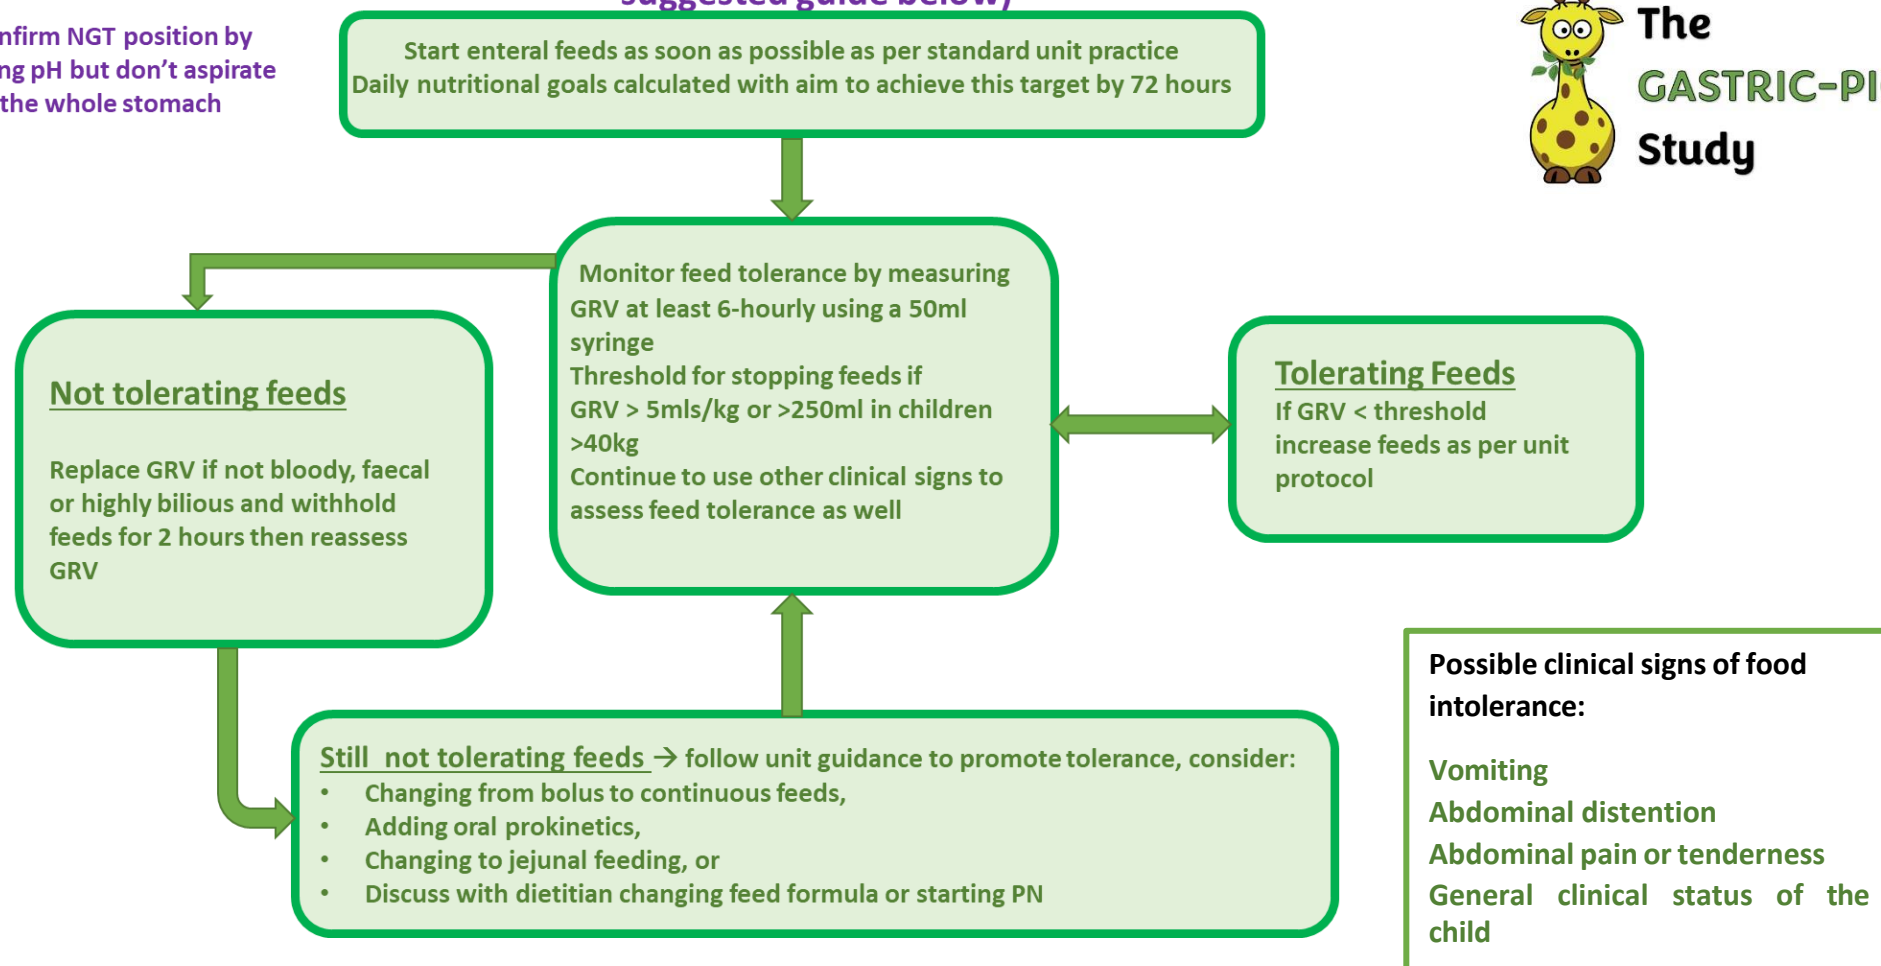 suggested guide below)
nfirm NGT position by
ng pH but don't aspirate
the whole stomach
Start enteral feeds as soon as possible as per standard unit practice
Daily nutritional goals calculated with aim to achieve this target by 72 hours
The
GASTRIC-PI
Study
Monitor feed tolerance by measuring
GRV at least 6-hourly using a 50ml
syringe
Threshold for stopping feeds if
GRV > 5mls/kg or >250ml in children
>40kg
Continue to use other clinical signs to
assess feed tolerance as well
Not tolerating feeds
Replace GRV if not bloody, faecal
or highly bilious and withhold
feeds for 2 hours then reassess
GRV
Tolerating Feeds
If GRV < threshold
increase feeds as per unit
protocol
Still not tolerating feeds → follow unit guidance to promote tolerance, consider:
• Changing from bolus to continuous feeds,
• Adding oral prokinetics,
• Changing to jejunal feeding, or
• Discuss with dietitian changing feed formula or starting PN
Possible clinical signs of food
intolerance:
Vomiting
Abdominal distention
Abdominal pain or tenderness
General clinical status of the
child